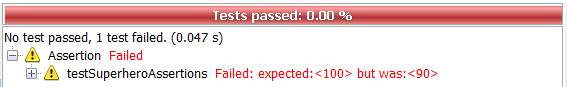 Tests passed: 0.00 %
No test passed, 1 test failed. (0.047 s)
Assertion Failed
testSuperheroAssertions Failed: expected:<100> but was:<90>